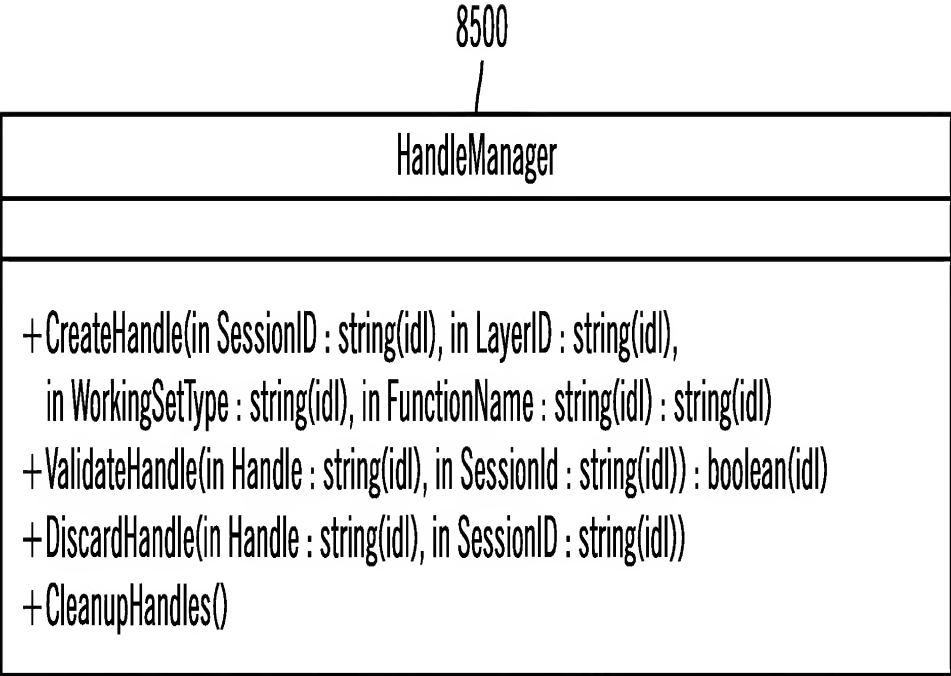 8500
HandleManager
+CreateHandle(in SessionID : string(idl), in LayerID : string(idl),
in WorkingSetType : string(idl), in FunctionName : string(idl) : string(idl)
+ValidateHandle(in Handle : string(idl), in SessionId : string(idl)) : boolean(idl)
+DiscardHandle(in Handle : string(idl), in SessionID : string(idl))
+CleanupHandles()